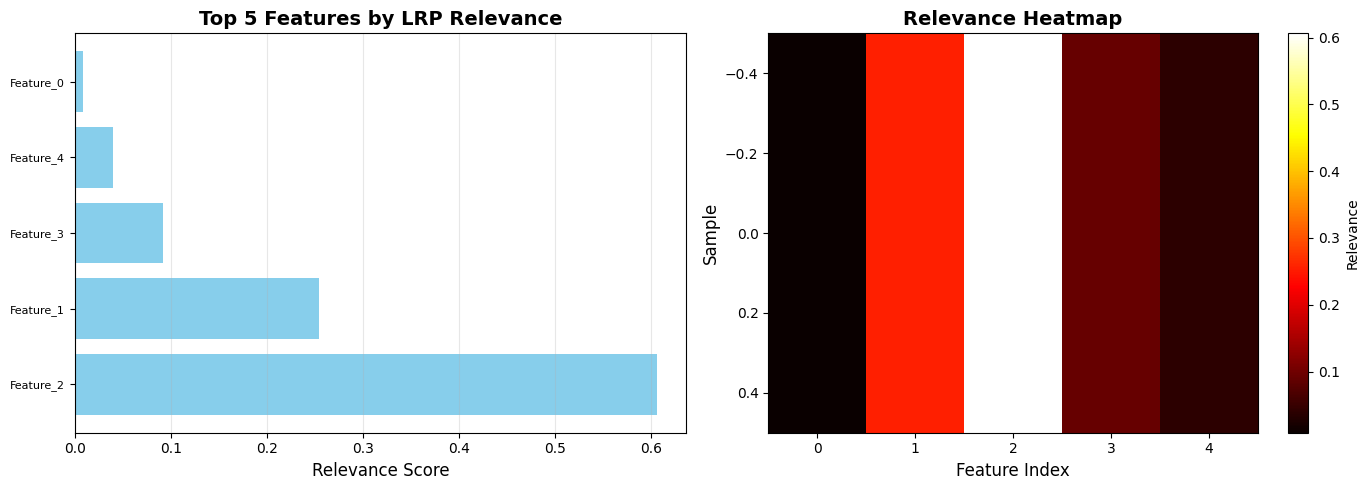 Top 5 Features by LRP Relevance
Feature_0
Feature_4
Feature_3
Feature_1
Feature_2
0.0 0.1 0.2 0.3 0.4 0.5 0.6
Relevance Score
Relevance Heatmap
Sample
−0.4
−0.2
0.0
0.2
0.4
0 1 2 3 4
Feature Index
0.6
0.5
0.4
0.3
0.2
0.1
Relevance